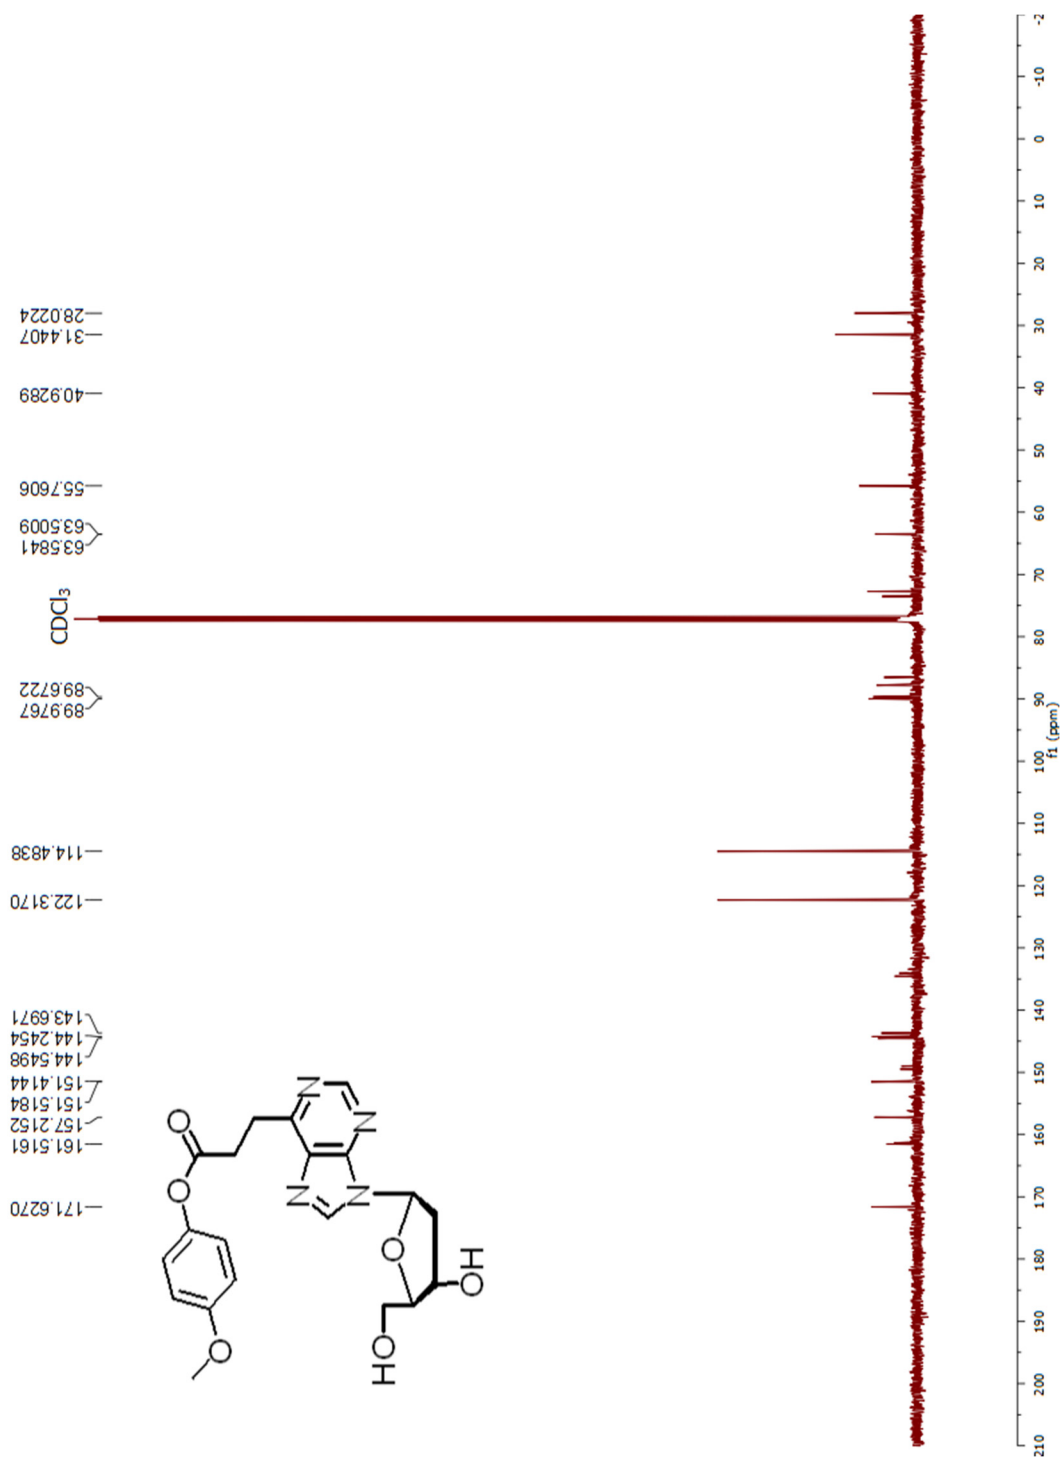 171.6270
161.5161
157.2152
151.5184
151.4144
144.5498
144.2454
143.6971
122.3170
114.4838
89.9767
89.6722
CDCl3
63.5841
63.5009
55.7606
40.9289
31.4407
28.0224
O
O
O
N
N
N
N
O
HO
OH
210 200 190 180 170 160 150 140 130 120 110 100 90 80 70 60 50 40 30 20 10 0 -10 -2
f1 (ppm)